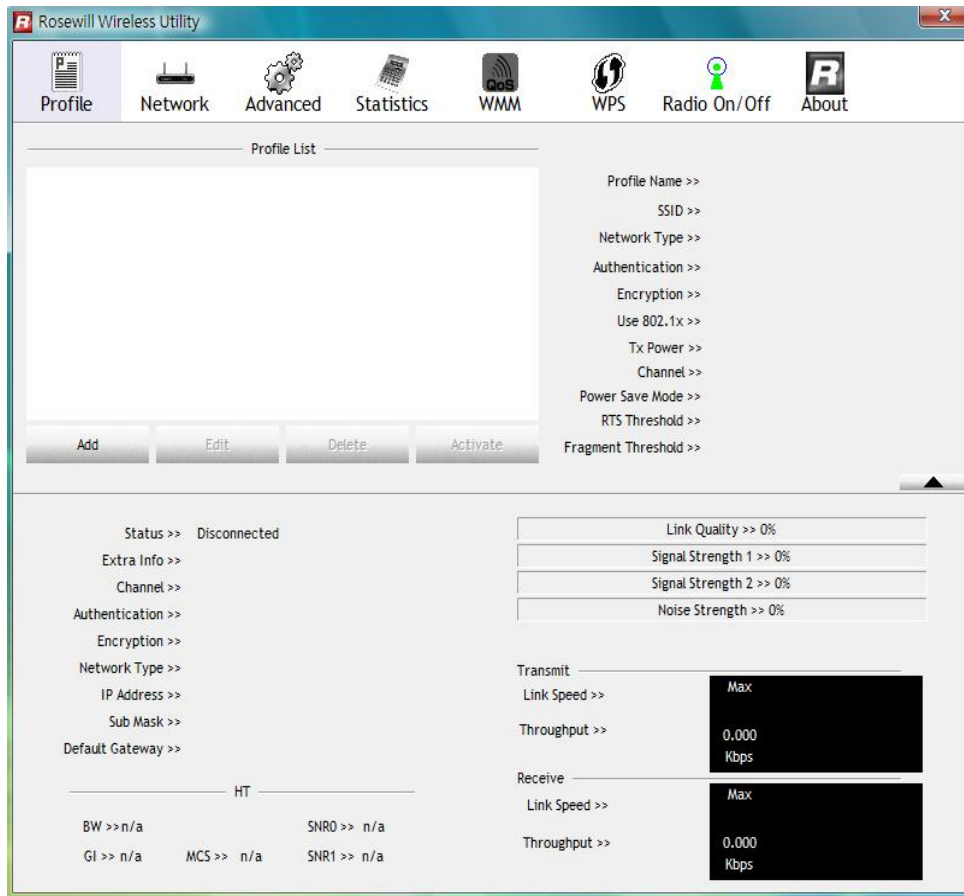 Rosewill Wireless Utility
x
Profile
Network
Advanced
Statistics
QoS
WMM
WPS
Radio On/Off
R
About
Profile List
Add
Edit
Delete
Activate
Profile Name >>
SSID >>
Network Type >>
Authentication >>
Encryption >>
Use 802.1x >>
Tx Power >>
Channel >>
Power Save Mode >>
RTS Threshold >>
Fragment Threshold >>
Status >> Disconnected
Extra Info >>
Channel >>
Authentication >>
Encryption >>
Network Type >>
IP Address >>
Sub Mask >>
Default Gateway >>
HT
BW >> n/a
SNR0 >> n/a
GI >> n/a
MCS >> n/a
SNR1 >> n/a
Link Quality >> 0%
Signal Strength 1 >> 0%
Signal Strength 2 >> 0%
Noise Strength >> 0%
Transmit
Link Speed >>
Throughput >>
Max
0.000
Kbps
Receive
Link Speed >>
Throughput >>
Max
0.000
Kbps